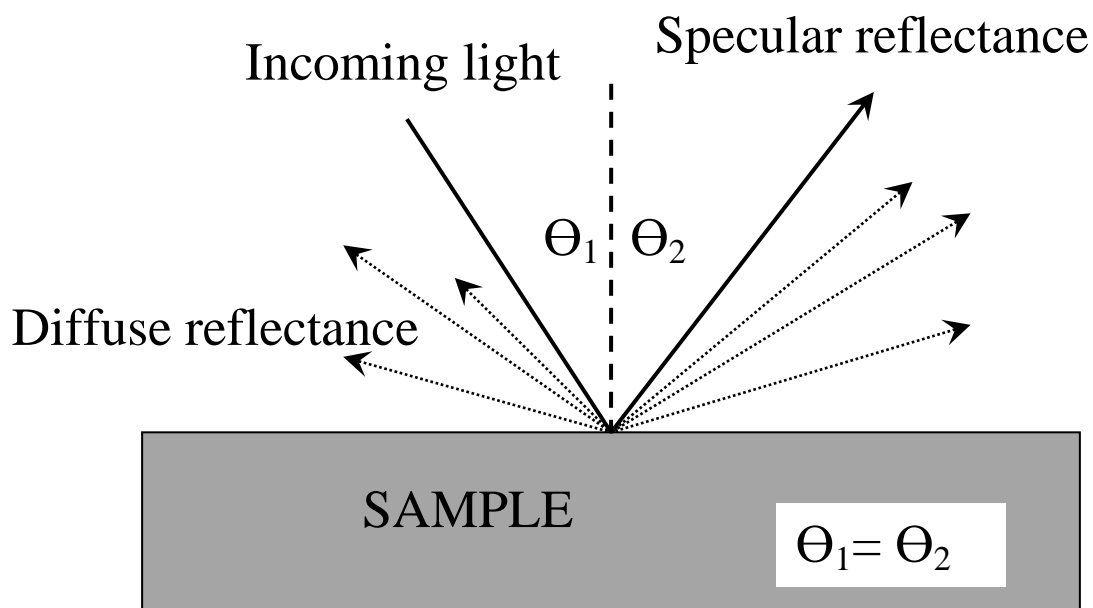 Incoming light
Specular reflectance
ϴ₁ ϴ₂
Diffuse reflectance
SAMPLE
ϴ₁= ϴ₂